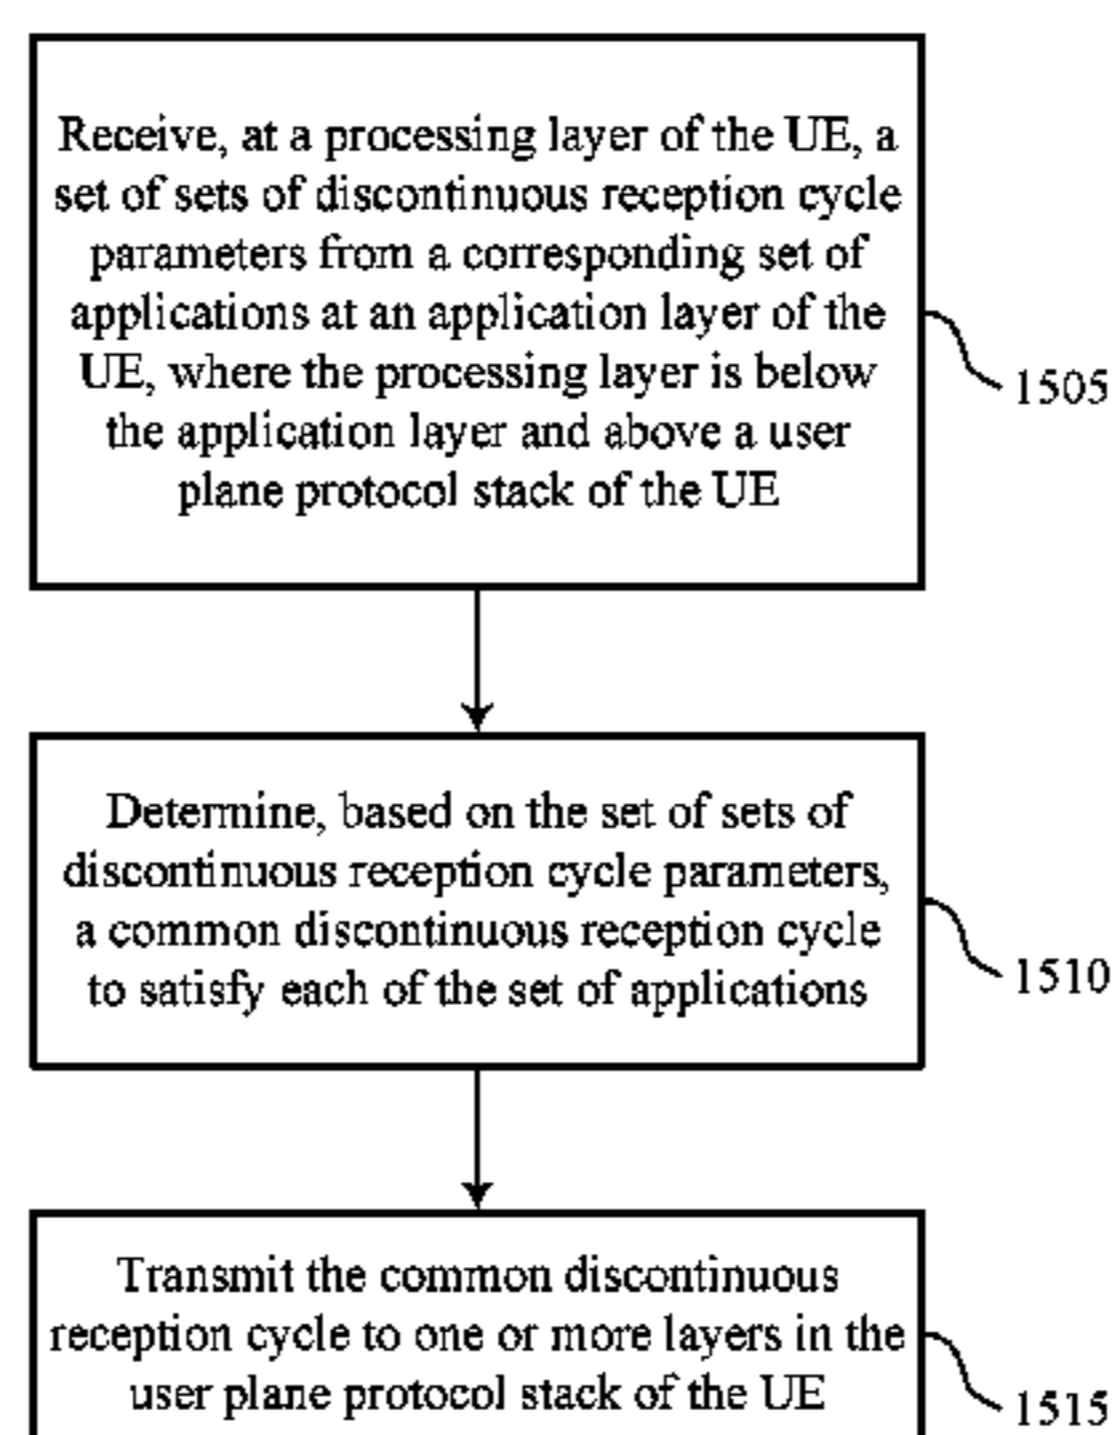 Receive, at a processing layer of the UE, a
set of sets of discontinuous reception cycle
parameters from a corresponding set of
applications at an application layer of the
UE, where the processing layer is below
the application layer and above a user
plane protocol stack of the UE
1505
Determine, based on the set of sets of
discontinuous reception cycle parameters,
a common discontinuous reception cycle
to satisfy each of the set of applications
1510
Transmit the common discontinuous
reception cycle to one or more layers in the
user plane protocol stack of the UE
1515